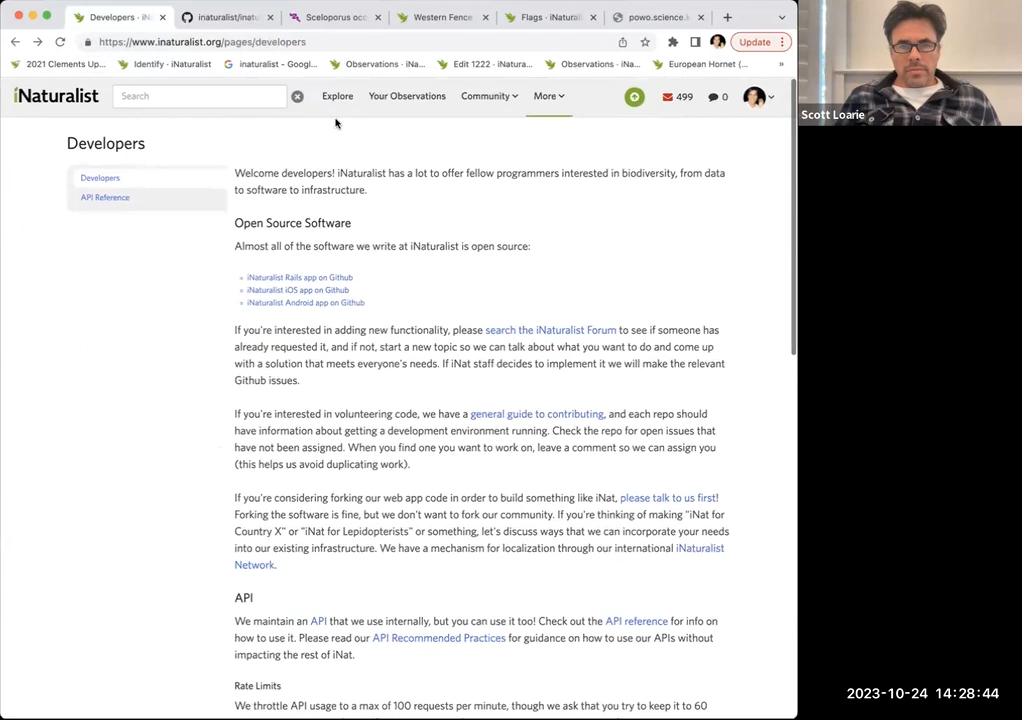 Developers · iN
inaturalist/inatu
Sceloporus occ
Western Fence
Flags · iNaturali
powo.science.k
https://www.inaturalist.org/pages/developers
Update
2021 Clements Up...
Identify · iNaturalist
inaturalist – Googl...
Observations · iNa...
Edit 1222 · iNatura...
Observations · iNa...
European Hornet (...
»
iNaturalist
Search
Explore
Your Observations
Community
More
499
0
Scott Loarie
Developers
Developers
API Reference
Welcome developers! iNaturalist has a lot to offer fellow programmers interested in biodiversity, from data
to software to infrastructure.
Open Source Software
Almost all of the software we write at iNaturalist is open source:
iNaturalist Rails app on Github
iNaturalist iOS app on Github
iNaturalist Android app on Github
If you're interested in adding new functionality, please search the iNaturalist Forum to see if someone has
already requested it, and if not, start a new topic so we can talk about what you want to do and come up
with a solution that meets everyone's needs. If iNat staff decides to implement it we will make the relevant
Github issues.
If you're interested in volunteering code, we have a general guide to contributing, and each repo should
have information about getting a development environment running. Check the repo for open issues that
have not been assigned. When you find one you want to work on, leave a comment so we can assign you
(this helps us avoid duplicating work).
If you're considering forking our web app code in order to build something like iNat, please talk to us first!
Forking the software is fine, but we don't want to fork our community. If you're thinking of making "iNat for
Country X" or "iNat for Lepidopterists" or something, let's discuss ways that we can incorporate your needs
into our existing infrastructure. We have a mechanism for localization through our international iNaturalist
Network.
API
We maintain an API that we use internally, but you can use it too! Check out the API reference for info on
how to use it. Please read our API Recommended Practices for guidance on how to use our APIs without
impacting the rest of iNat.
Rate Limits
We throttle API usage to a max of 100 requests per minute, though we ask that you try to keep it to 60
2023-10-24 14:28:44